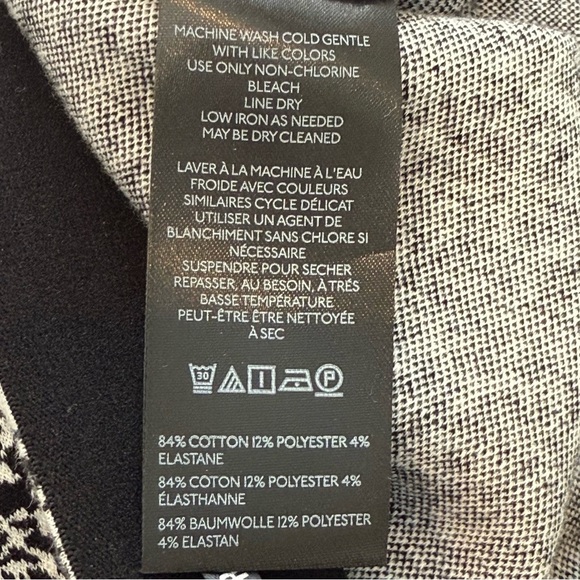 MACHINE WASH COLD GENTLE
WITH LIKE COLORS
USE ONLY NON-CHLORINE
BLEACH
LINE DRY
LOW IRON AS NEEDED
MAY BE DRY CLEANED
LAVER À LA MACHINE À L'EAU
FROIDE AVEC COULEURS
SIMILAIRES CYCLE DÉLICAT
UTILISER UN AGENT DE
BLANCHIMENT SANS CHLORE SI
NÉCESSAIRE
SUSPENDRE POUR SECHER
REPASSER, AU BESOIN, À TRÉS
BASSE TEMPÉRATURE
PEUT-ÊTRE ÊTRE NETTOYÉE
À SEC
30 P
84% COTTON 12% POLYESTER 4%
ELASTANE
84% COTON 12% POLYESTER 4%
ÉLASTHANNE
84% BAUMWOLLE 12% POLYESTER
4% ELASTAN